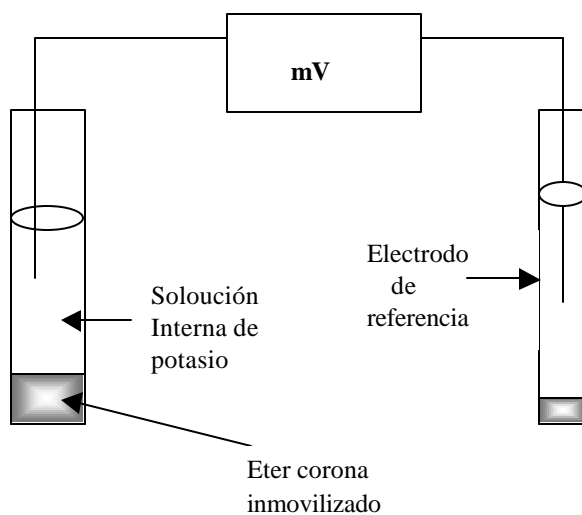 mV
Electrodo
de
referencia
Soloución
Interna de
potasio
Eter corona
inmovilizado